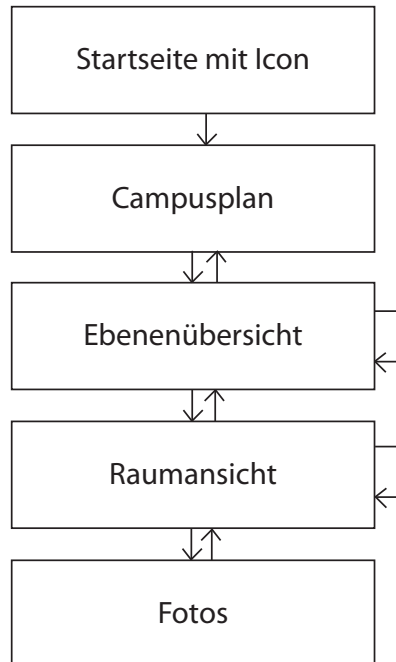 Startseite mit Icon
Campusplan
Ebenenübersicht
Raumansicht
Fotos